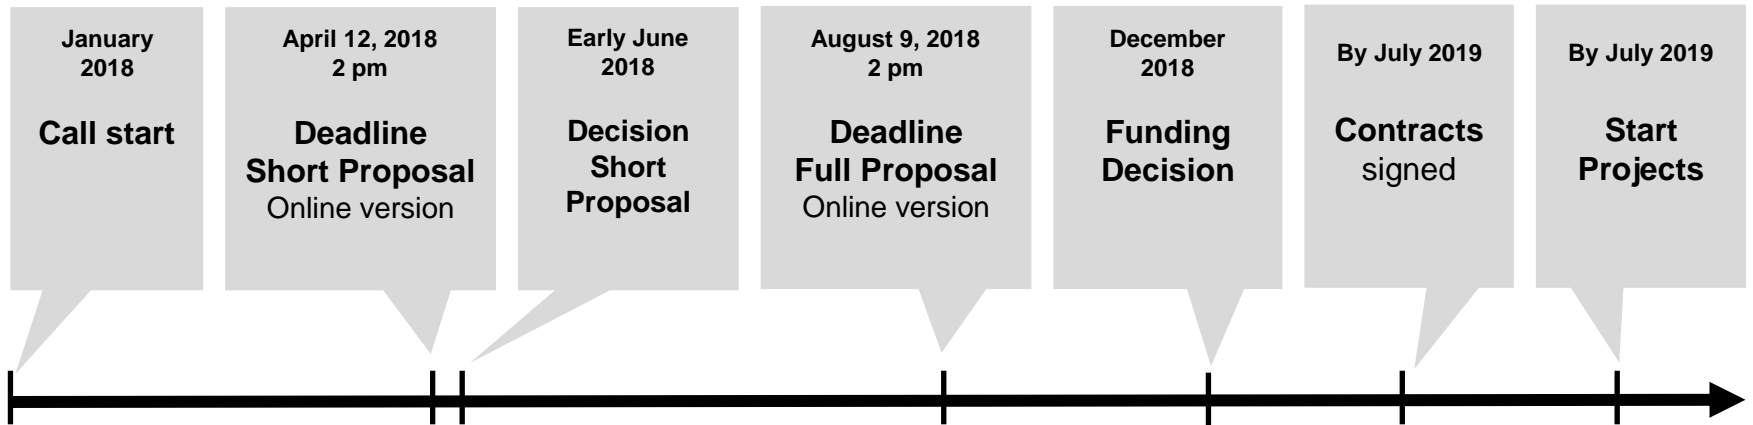 January
2018
Call start
April 12, 2018
2 pm
Deadline
Short Proposal
Online version
Early June
2018
Decision
Short
Proposal
August 9, 2018
2 pm
Deadline
Full Proposal
Online version
December
2018
Funding
Decision
By July 2019
Contracts
signed
By July 2019
Start
Projects